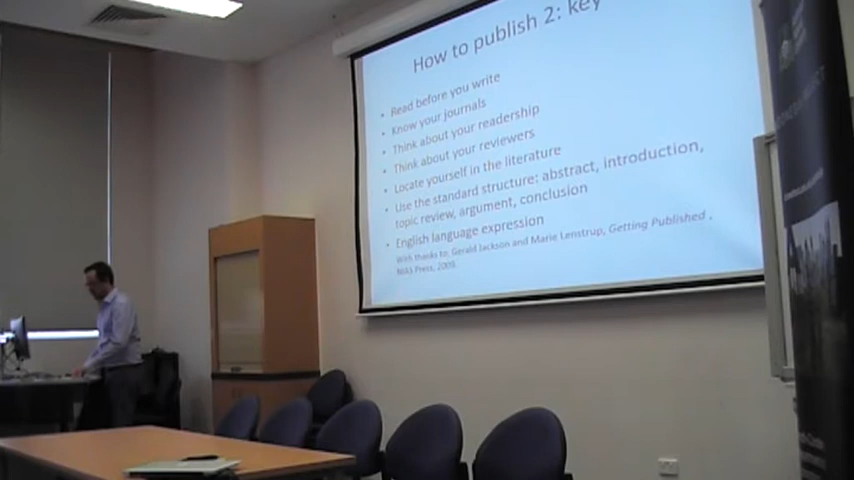 How to publish 2: key
• Read before you write
• Know your journals
• Think about your readership
• Think about your reviewers
• Locate yourself in the literature
• Use the standard structure: abstract, introduction,
topic review, argument, conclusion
• English language expression
With thanks to: Gerald Jackson and Marie Lenstrup, Getting Published .
NIAS Press, 2009.